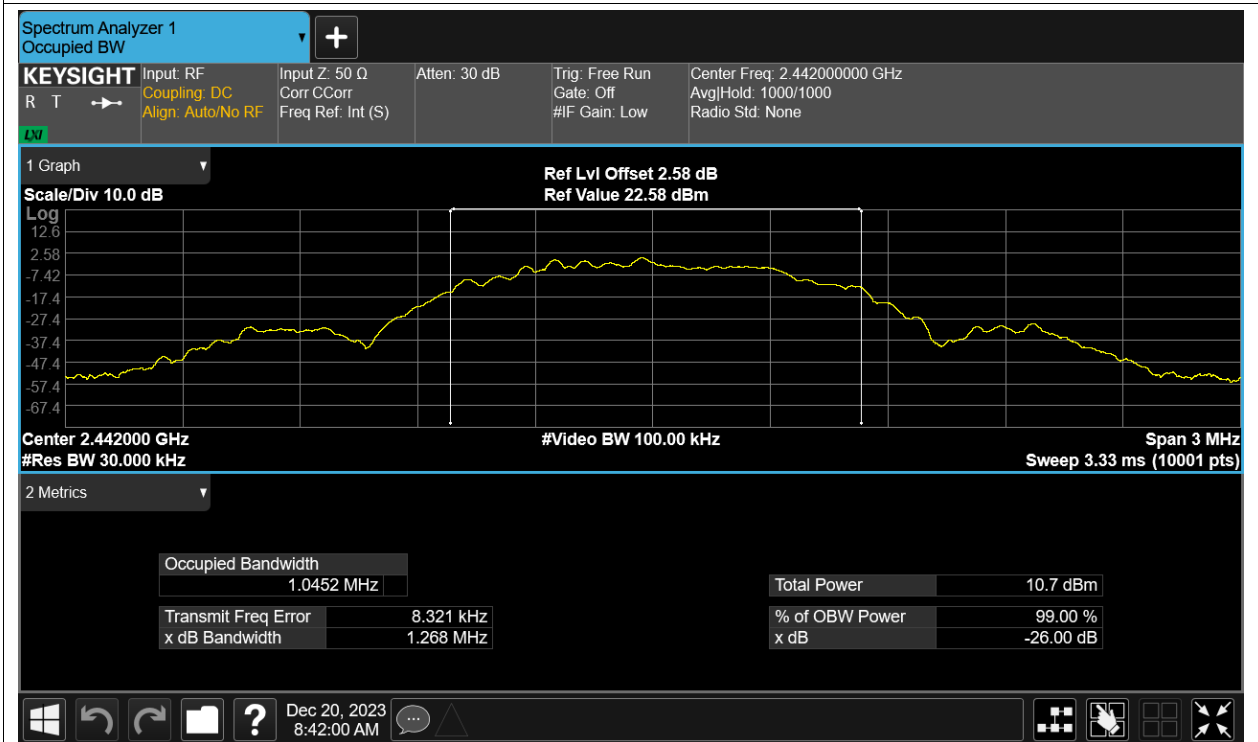 Spectrum Analyzer 1
Occupied BW
KEYSIGHT
R T
LXI
Input: RF
Coupling: DC
Align: Auto/No RF
Input Z: 50 Ω
Corr CCorr
Freq Ref: Int (S)
Atten: 30 dB
Trig: Free Run
Gate: Off
#IF Gain: Low
Center Freq: 2.442000000 GHz
Avg|Hold: 1000/1000
Radio Std: None
1 Graph
Scale/Div 10.0 dB
Ref Lvl Offset 2.58 dB
Ref Value 22.58 dBm
Log
12.6
2.58
-7.42
-17.4
-27.4
-37.4
-47.4
-57.4
-67.4
Center 2.442000 GHz
#Res BW 30.000 kHz
#Video BW 100.00 kHz
Span 3 MHz
Sweep 3.33 ms (10001 pts)
2 Metrics
Occupied Bandwidth
1.0452 MHz
Transmit Freq Error 8.321 kHz
x dB Bandwidth 1.268 MHz
Total Power 10.7 dBm
% of OBW Power 99.00 %
x dB -26.00 dB
?
Dec 20, 2023
8:42:00 AM